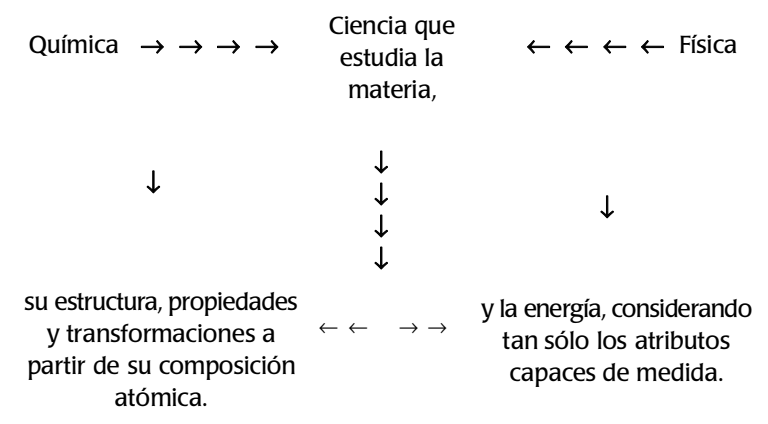 Química → → → → Ciencia que estudia la materia, ← ← ← ← Física
↓ ↓ ↓ ↓ ↓ ↓
su estructura, propiedades
y transformaciones a
partir de su composición
atómica.
← ← → →
y la energía, considerando
tan sólo los atributos
capaces de medida.